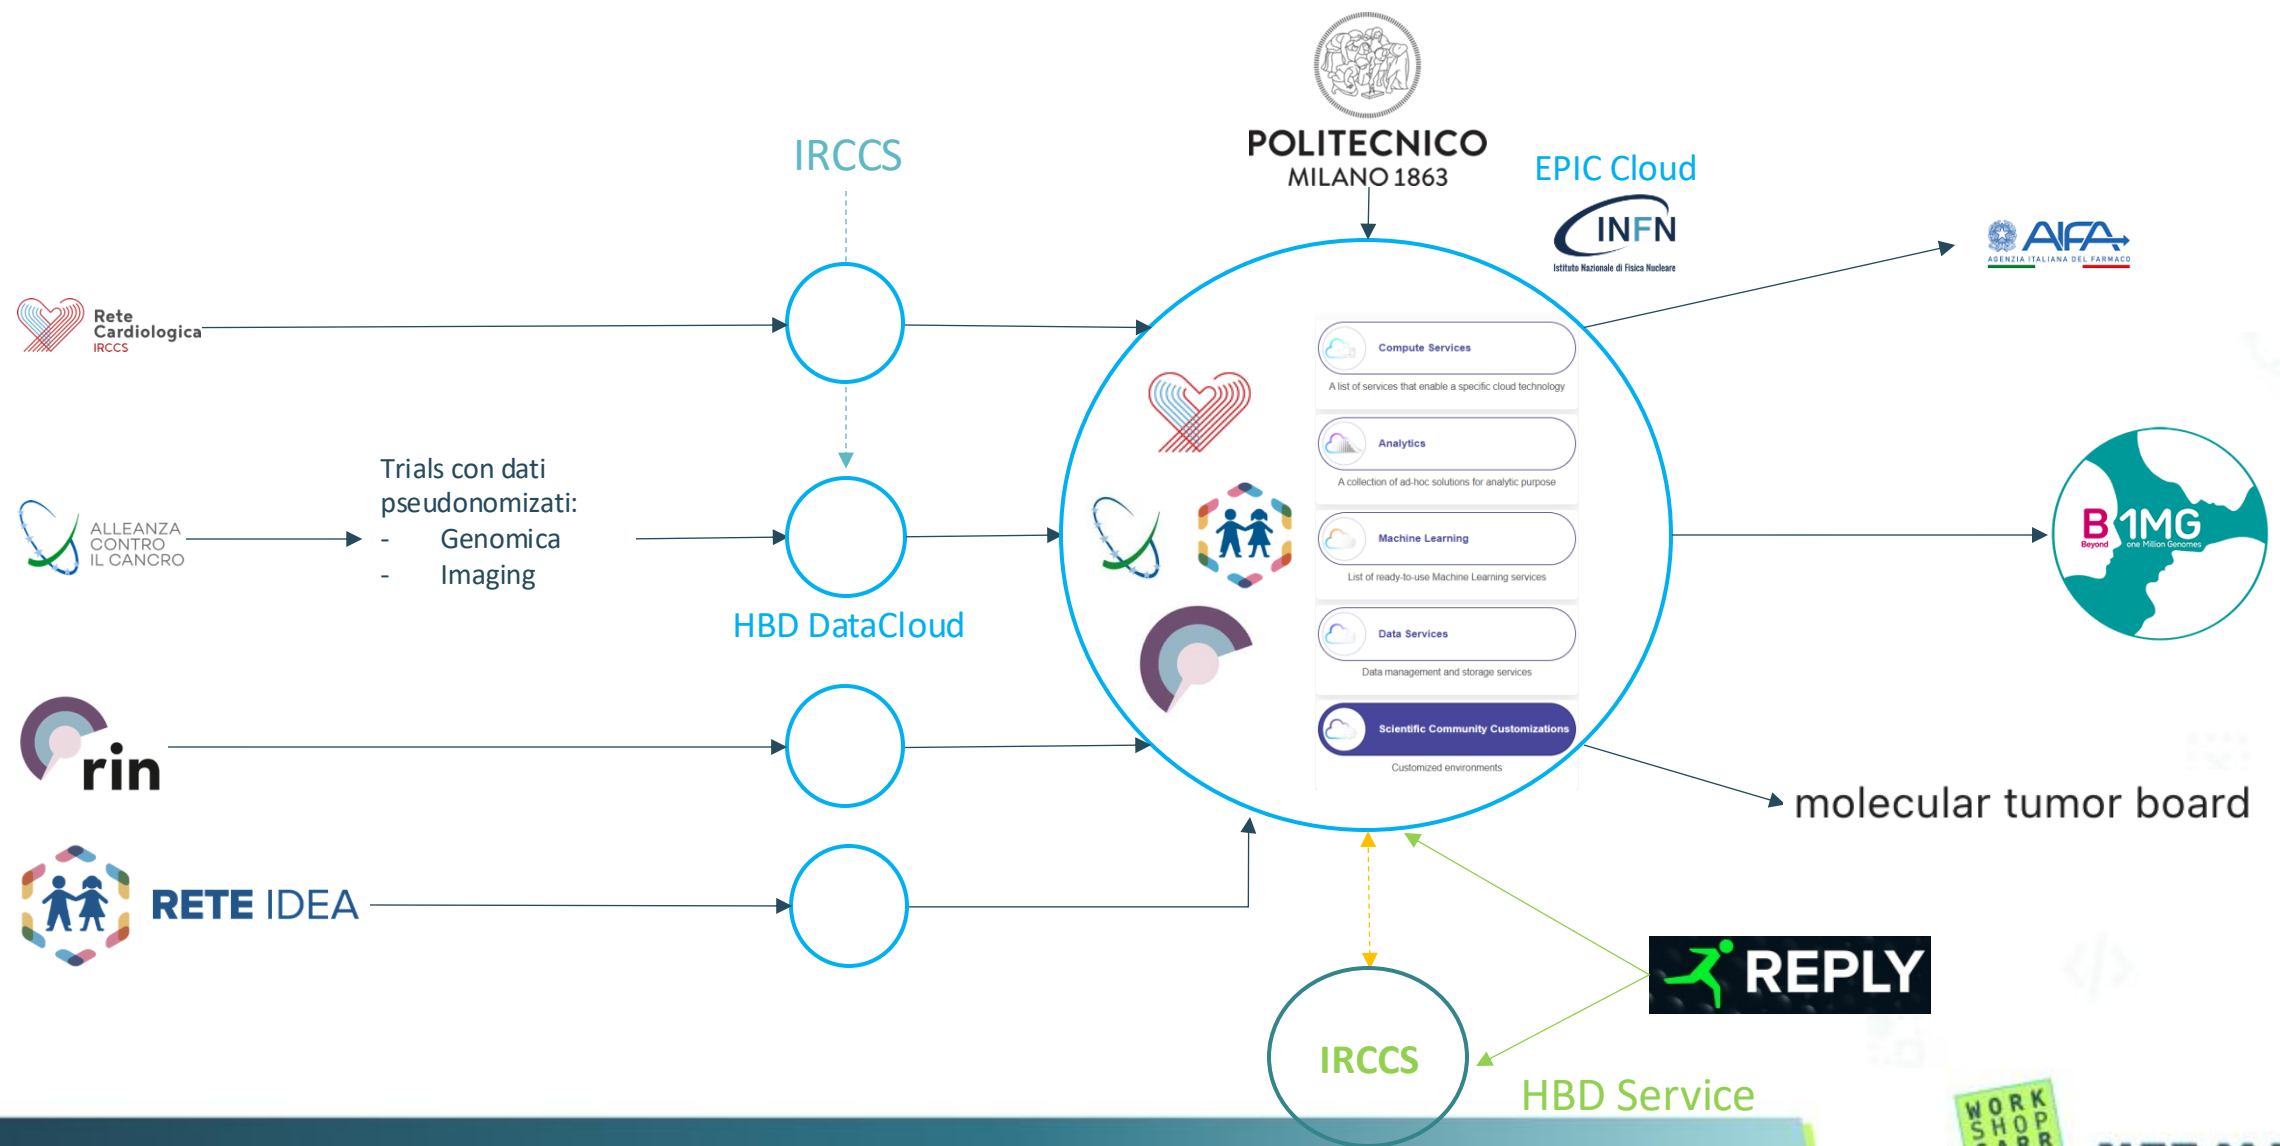 POLITECNICO
MILANO 1863
IRCCS
EPIC Cloud
INFN
Istituto Nazionale di Fisica Nucleare
AIFA
AGENZIA ITALIANA DEL FARMACO
Rete
Cardiologica
IRCCS
Compute Services
A list of services that enable a specific cloud technology
Analytics
A collection of ad-hoc solutions for analytic purpose
Machine Learning
List of ready-to-use Machine Learning services
Data Services
Data management and storage services
Scientific Community Customizations
Customized environments
Trials con dati
pseudonomizati:
- Genomica
- Imaging
ALLEANZA
CONTRO
IL CANCRO
HBD DataCloud
B 1MG
Beyond one Million Genomes
rin
molecular tumor board
RETE IDEA
REPLY
IRCCS
HBD Service
WORK
SHOP